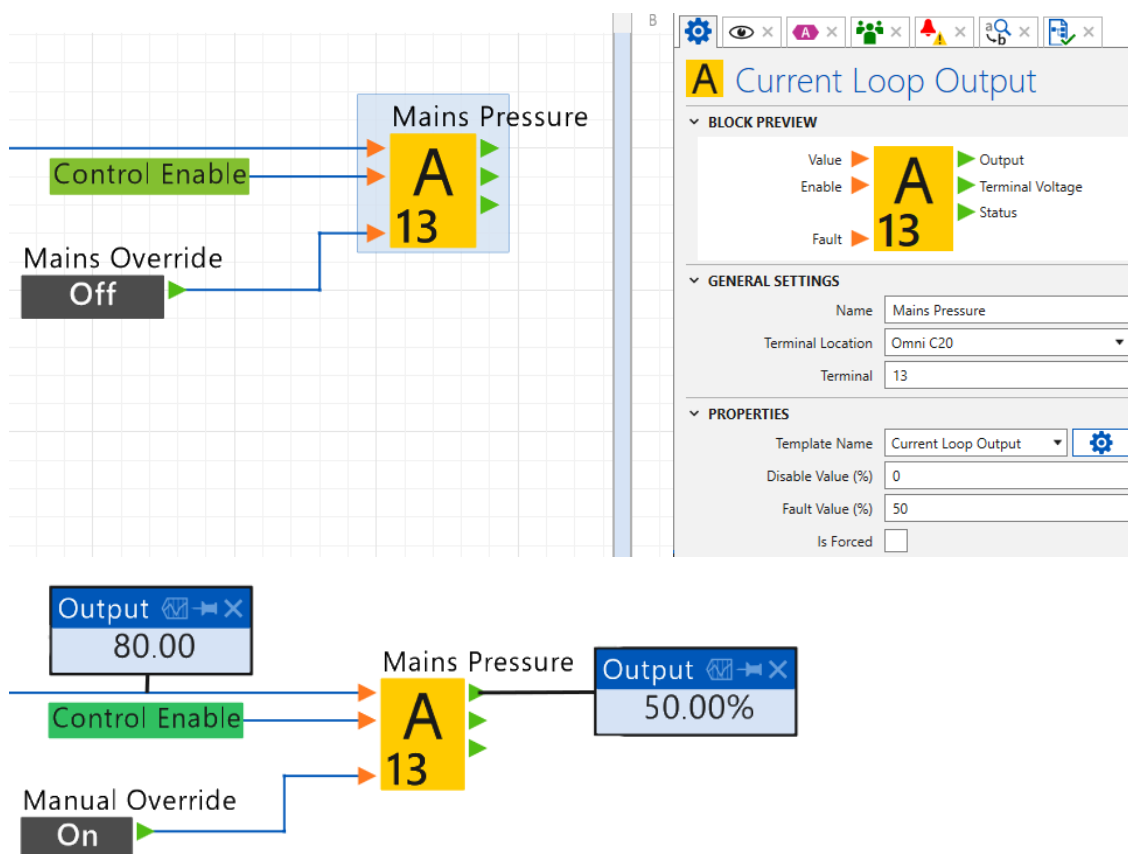 B
A
Current Loop Output
BLOCK PREVIEW
Value
Enable
Fault
A
13
Output
Terminal Voltage
Status
GENERAL SETTINGS
Name Mains Pressure
Terminal Location Omni C20
Terminal 13
PROPERTIES
Template Name Current Loop Output
Disable Value (%) 0
Fault Value (%) 50
Is Forced
A
a
b
Mains Pressure
Control Enable
A
13
Mains Override
Off
Output
80.00
Mains Pressure
Control Enable
A
13
Output
50.00%
Manual Override
On